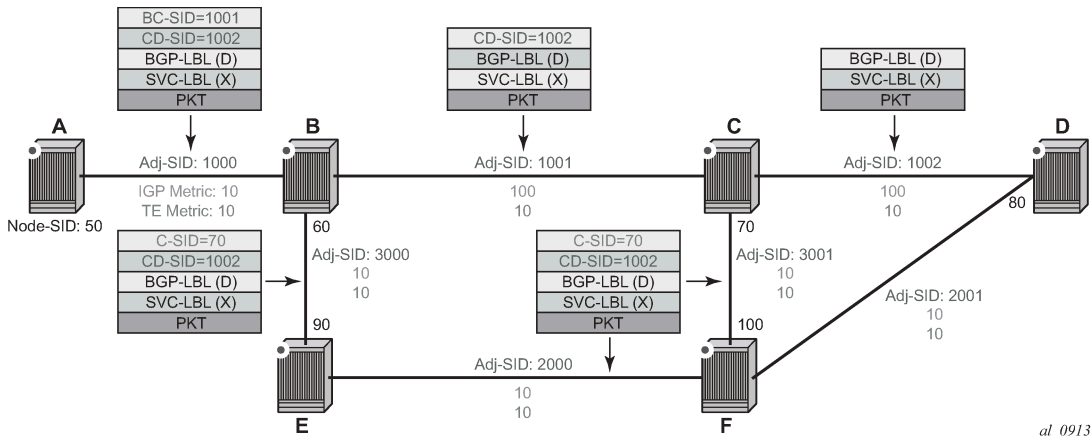 BC-SID=1001
CD-SID=1002
BGP-LBL (D)
SVC-LBL (X)
PKT
CD-SID=1002
BGP-LBL (D)
SVC-LBL (X)
PKT
BGP-LBL (D)
SVC-LBL (X)
PKT
A
B
C
D
Adj-SID: 1000
IGP Metric: 10
TE Metric: 10
Adj-SID: 1001
100
10
Adj-SID: 1002
100
10
Node-SID: 50
60
70
80
C-SID=70
CD-SID=1002
BGP-LBL (D)
SVC-LBL (X)
PKT
Adj-SID: 3000
10
10
C-SID=70
CD-SID=1002
BGP-LBL (D)
SVC-LBL (X)
PKT
Adj-SID: 3001
10
10
Adj-SID: 2001
10
10
90
100
Adj-SID: 2000
10
10
E
F
al_0913